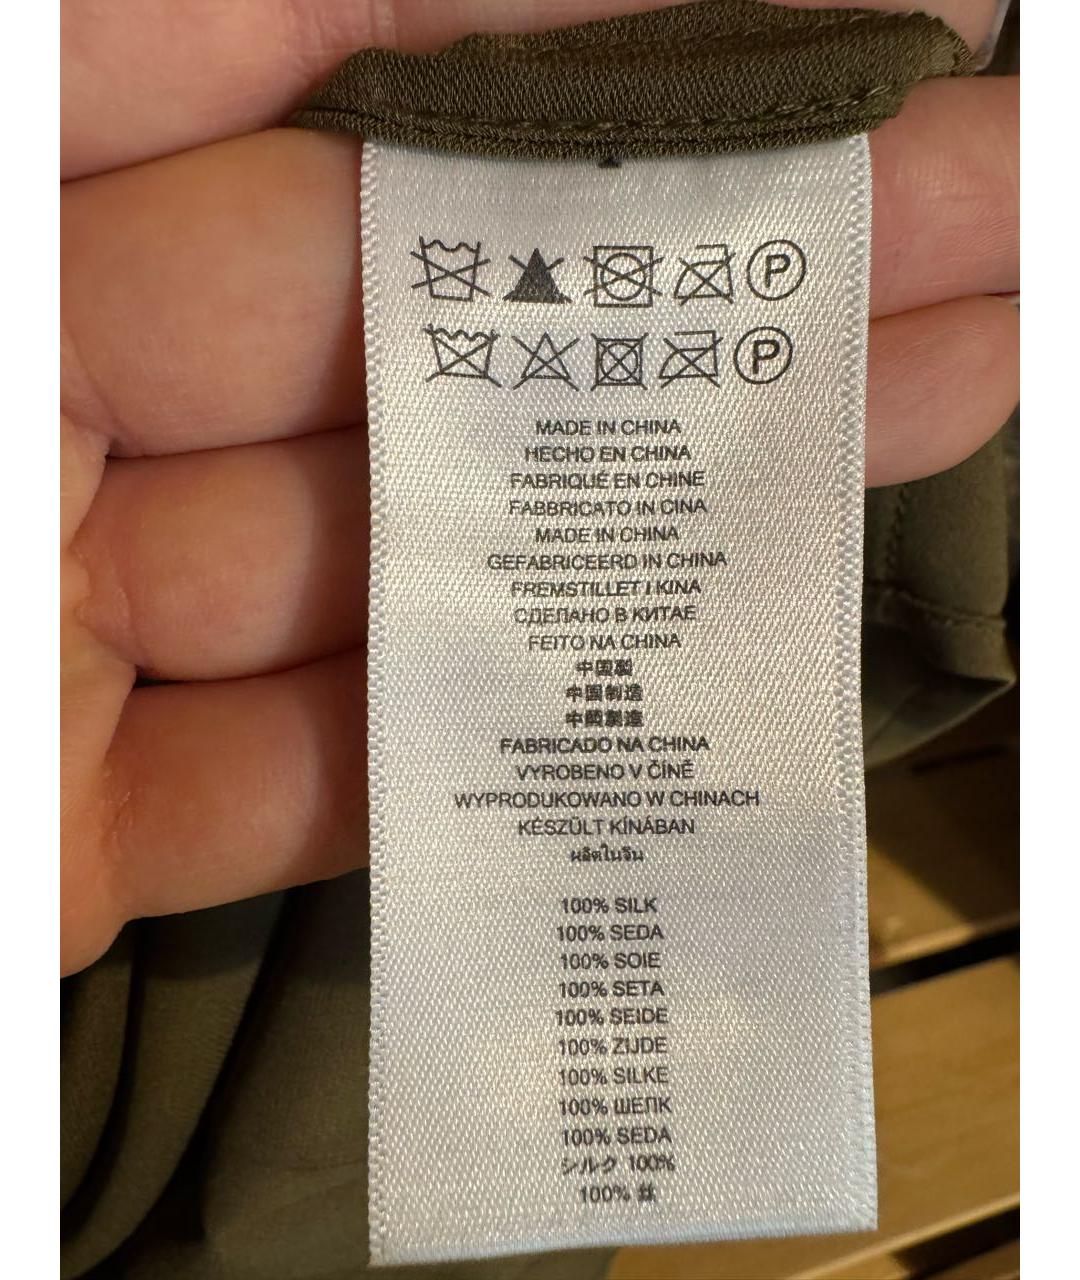 P
P
MADE IN CHINA
HECHO EN CHINA
FABRIQUÉ EN CHINE
FABBRICATO IN CINA
MADE IN CHINA
GEFABRICEERD IN CHINA
FREMSTILLET I KINA
СДЕЛАНО В КИТАЕ
FEITO NA CHINA
中国製
中国制造
中國製造
FABRICADO NA CHINA
VYROBENO V ČÍNĚ
WYPRODUKOWANO W CHINACH
KÉSZÜLT KÍNÁBAN
ผลิตในจีน
100% SILK
100% SEDA
100% SOIE
100% SETA
100% SEIDE
100% ZIJDE
100% SILKE
100% ШЕЛК
100% SEDA
シルク 100%
100%